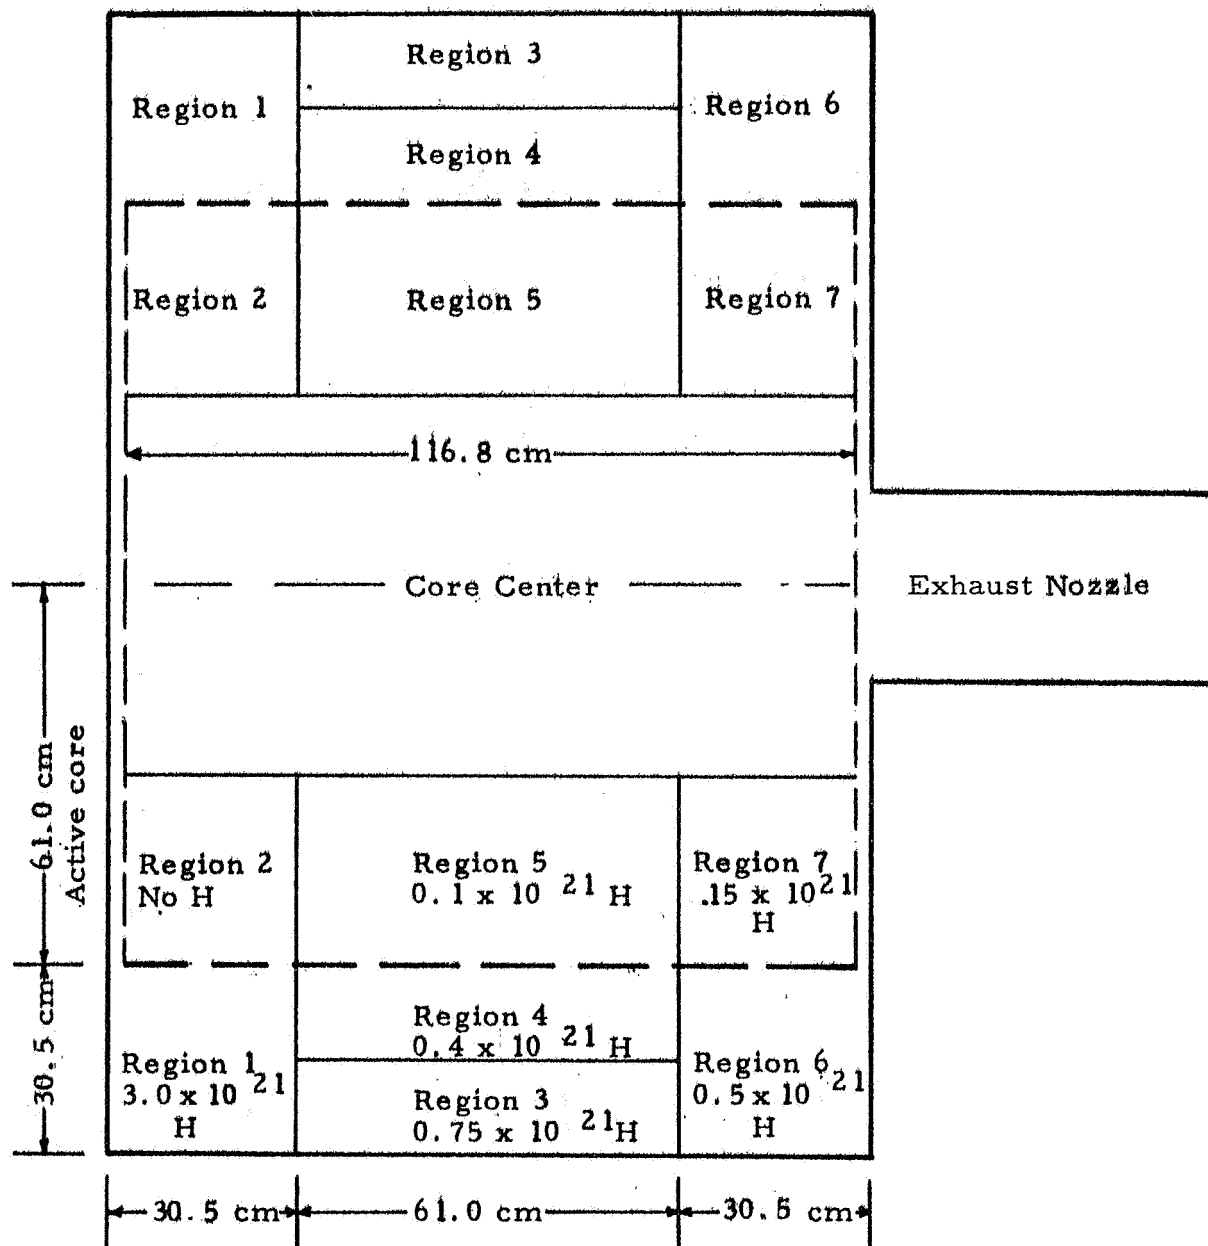 Region 3
Region 1
Region 6
Region 4
Region 2
Region 5
Region 7
116.8 cm
Core Center
Exhaust Nozzle
61.0 cm
Active core
Region 2
No H
Region 5
0.1 x 10 21 H
Region 7
.15 x 10 21
H
30.5 cm
Region 4
0.4 x 10 21 H
Region 1
3.0 x 10 21
H
Region 6
0.5 x 10 21
H
Region 3
0.75 x 10 21 H
30.5 cm
61.0 cm
30.5 cm